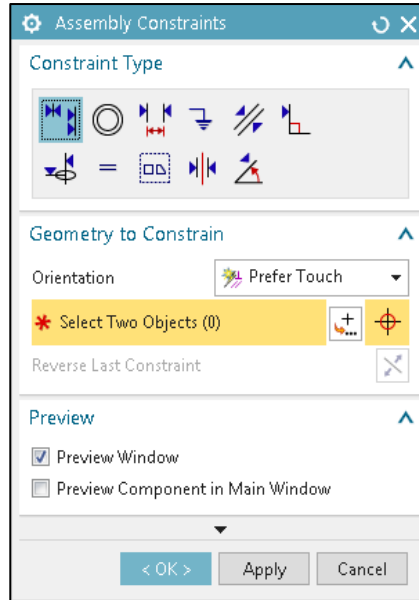 Assembly Constraints
Constraint Type
Geometry to Constrain
Orientation Prefer Touch
* Select Two Objects (0)
Reverse Last Constraint
Preview
Preview Window
Preview Component in Main Window
< OK > Apply Cancel